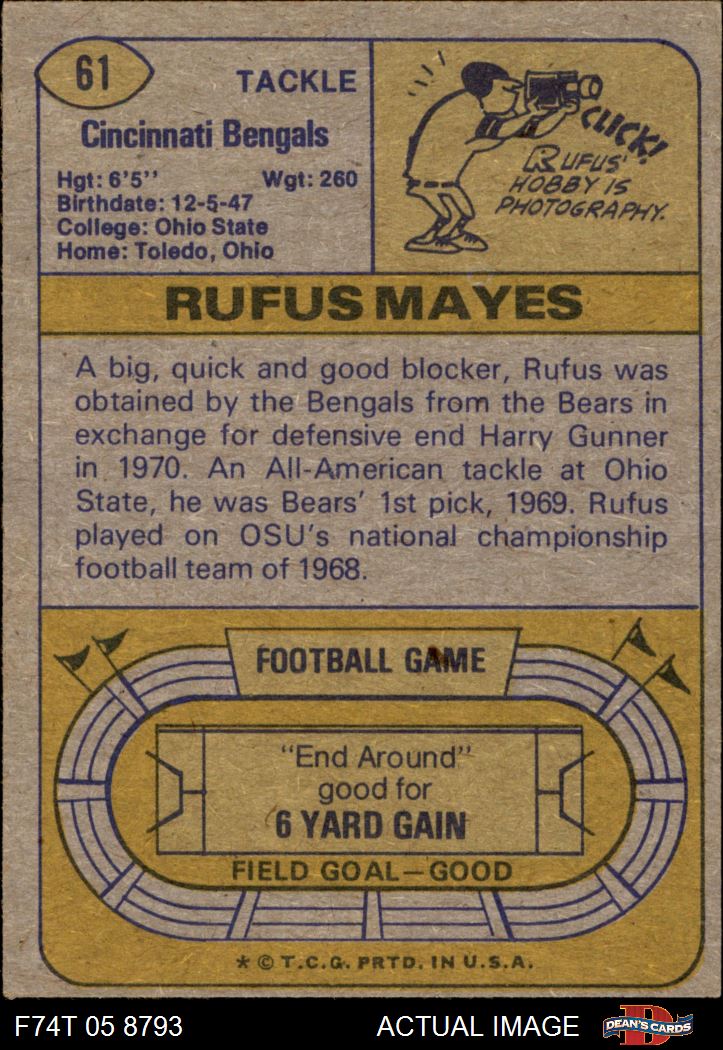 61
TACKLE
Cincinnati Bengals
Hgt: 6'5'' Wgt: 260
Birthdate: 12-5-47
College: Ohio State
Home: Toledo, Ohio
CLICK!
RUFUS'
HOBBY IS
PHOTOGRAPHY.
RUFUS MAYES
A big, quick and good blocker, Rufus was
obtained by the Bengals from the Bears in
exchange for defensive end Harry Gunner
in 1970. An All-American tackle at Ohio
State, he was Bears' 1st pick, 1969. Rufus
played on OSU's national championship
football team of 1968.
FOOTBALL GAME
"End Around"
good for
6 YARD GAIN
FIELD GOAL—GOOD
* © T.C.G. PRTD. IN U.S.A.
F74T 05 8793 ACTUAL IMAGE D DEAN'S CARDS